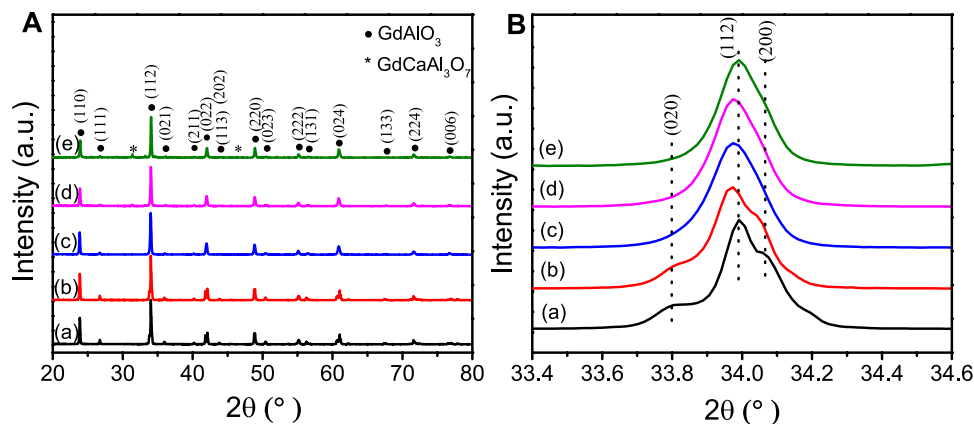 A
● GdAlO₃
* GdCaAl₃O₇
(110)
(111)
*
(112)
(021)
(211)
(022)
(113) (202)
*
(220)
(023)
(222)
(131)
(024)
(133)
(224)
(006)
(e)
(d)
(c)
(b)
(a)
Intensity (a.u.)
20 30 40 50 60 70 80
2θ (°)
B
(020)
(112)
(200)
(e)
(d)
(c)
(b)
(a)
Intensity (a.u.)
33.4 33.6 33.8 34.0 34.2 34.4 34.6
2θ (°)